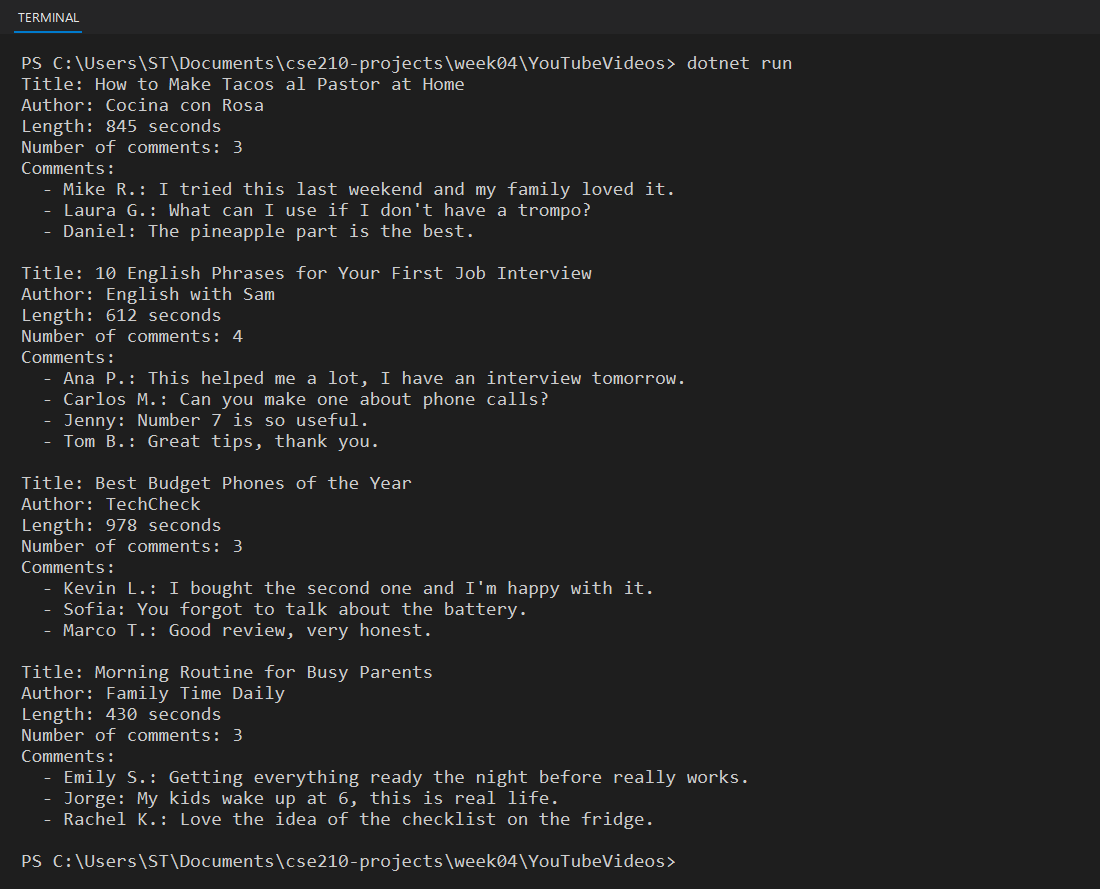 TERMINAL
PS C:\Users\ST\Documents\cse210-projects\week04\YouTubeVideos> dotnet run
Title: How to Make Tacos al Pastor at Home
Author: Cocina con Rosa
Length: 845 seconds
Number of comments: 3
Comments:
  - Mike R.: I tried this last weekend and my family loved it.
  - Laura G.: What can I use if I don't have a trompo?
  - Daniel: The pineapple part is the best.

Title: 10 English Phrases for Your First Job Interview
Author: English with Sam
Length: 612 seconds
Number of comments: 4
Comments:
  - Ana P.: This helped me a lot, I have an interview tomorrow.
  - Carlos M.: Can you make one about phone calls?
  - Jenny: Number 7 is so useful.
  - Tom B.: Great tips, thank you.

Title: Best Budget Phones of the Year
Author: TechCheck
Length: 978 seconds
Number of comments: 3
Comments:
  - Kevin L.: I bought the second one and I'm happy with it.
  - Sofia: You forgot to talk about the battery.
  - Marco T.: Good review, very honest.

Title: Morning Routine for Busy Parents
Author: Family Time Daily
Length: 430 seconds
Number of comments: 3
Comments:
  - Emily S.: Getting everything ready the night before really works.
  - Jorge: My kids wake up at 6, this is real life.
  - Rachel K.: Love the idea of the checklist on the fridge.

PS C:\Users\ST\Documents\cse210-projects\week04\YouTubeVideos>